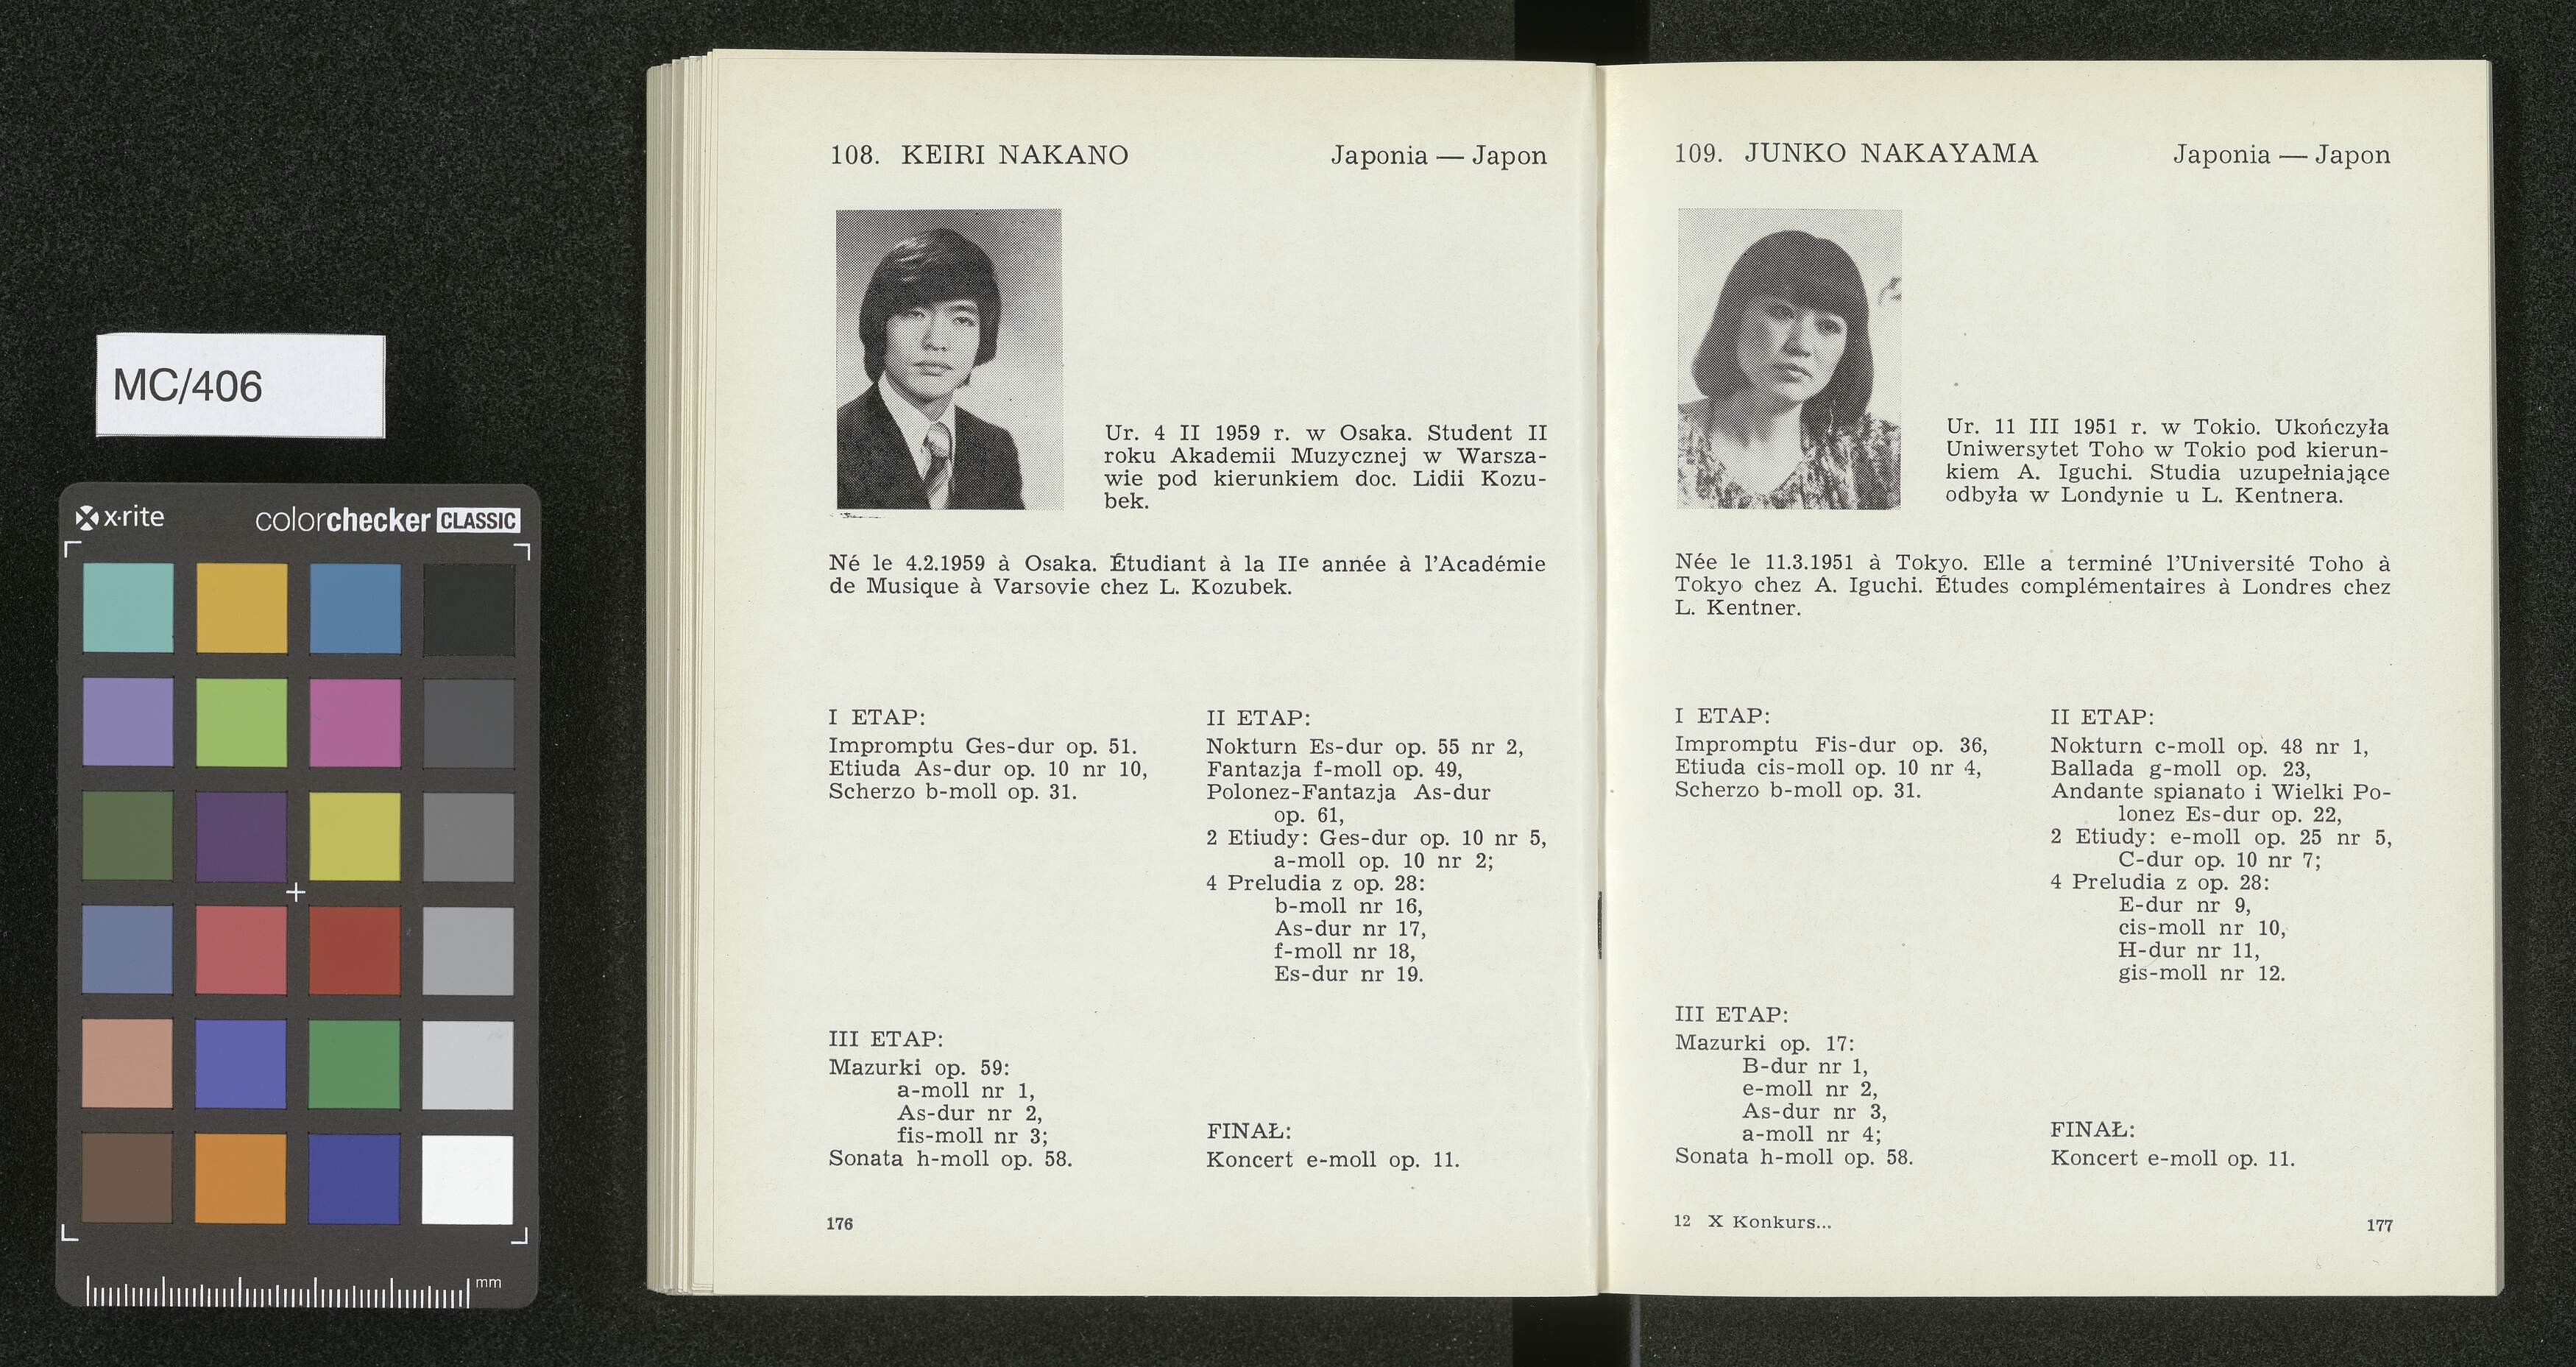 MC/406
x·rite
colorchecker CLASSIC
mm
108. KEIRI NAKANO
Japonia — Japon
Ur. 4 II 1959 r. w Osaka. Student II
roku Akademii Muzycznej w Warsza-
wie pod kierunkiem doc. Lidii Kozu-
bek.
Né le 4.2.1959 à Osaka. Étudiant à la IIe année à l'Académie
de Musique à Varsovie chez L. Kozubek.
I ETAP:
Impromptu Ges-dur op. 51.
Etiuda As-dur op. 10 nr 10,
Scherzo b-moll op. 31.
II ETAP:
Nokturn Es-dur op. 55 nr 2,
Fantazja f-moll op. 49,
Polonez-Fantazja As-dur
op. 61,
2 Etiudy: Ges-dur op. 10 nr 5,
a-moll op. 10 nr 2;
4 Preludia z op. 28:
b-moll nr 16,
As-dur nr 17,
f-moll nr 18,
Es-dur nr 19.
III ETAP:
Mazurki op. 59:
a-moll nr 1,
As-dur nr 2,
fis-moll nr 3;
Sonata h-moll op. 58.
FINAŁ:
Koncert e-moll op. 11.
176
109. JUNKO NAKAYAMA
Japonia — Japon
Ur. 11 III 1951 r. w Tokio. Ukończyła
Uniwersytet Toho w Tokio pod kierun-
kiem A. Iguchi. Studia uzupełniające
odbyła w Londynie u L. Kentnera.
Née le 11.3.1951 à Tokyo. Elle a terminé l'Université Toho à
Tokyo chez A. Iguchi. Études complémentaires à Londres chez
L. Kentner.
I ETAP:
Impromptu Fis-dur op. 36,
Etiuda cis-moll op. 10 nr 4,
Scherzo b-moll op. 31.
II ETAP:
Nokturn c-moll op. 48 nr 1,
Ballada g-moll op. 23,
Andante spianato i Wielki Po-
lonez Es-dur op. 22,
2 Etiudy: e-moll op. 25 nr 5,
C-dur op. 10 nr 7;
4 Preludia z op. 28:
E-dur nr 9,
cis-moll nr 10,
H-dur nr 11,
gis-moll nr 12.
III ETAP:
Mazurki op. 17:
B-dur nr 1,
e-moll nr 2,
As-dur nr 3,
a-moll nr 4;
Sonata h-moll op. 58.
FINAŁ:
Koncert e-moll op. 11.
12 X Konkurs...
177